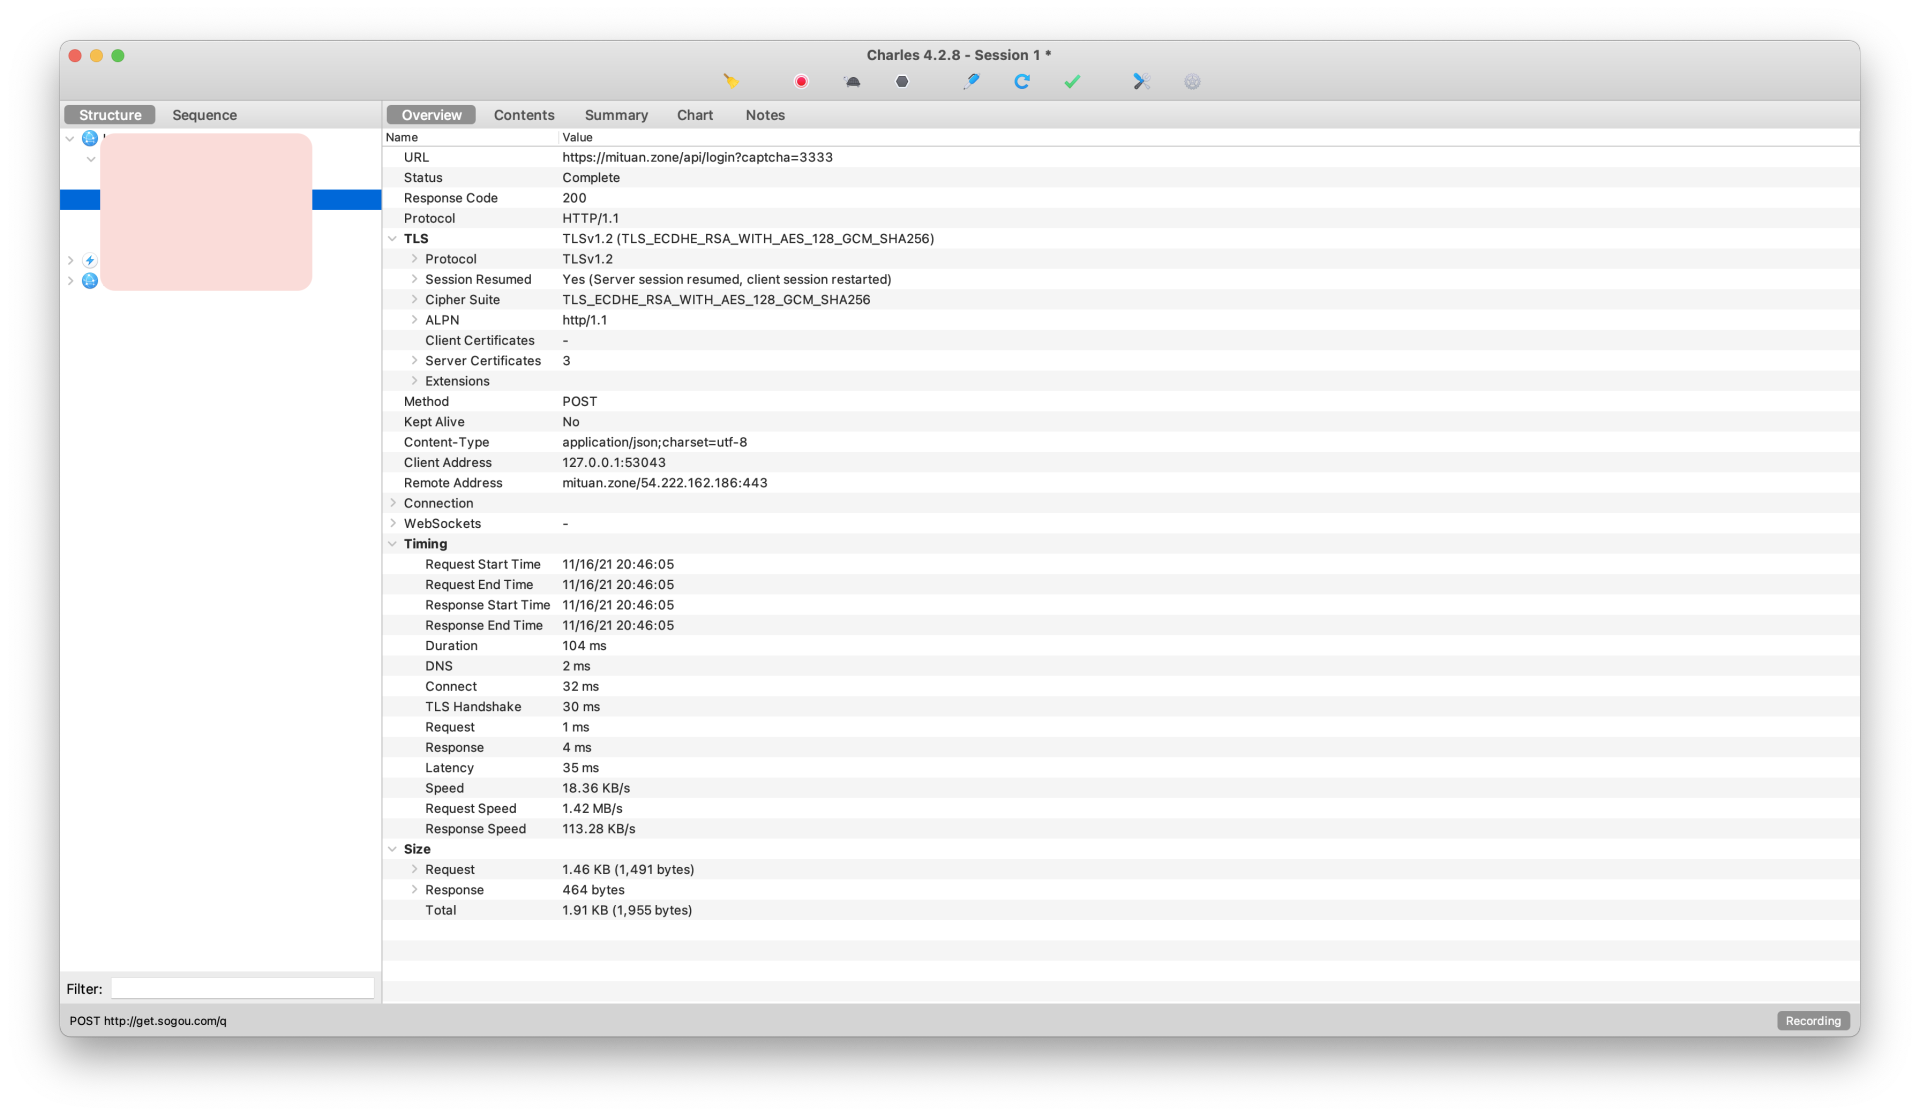 Charles 4.2.8 - Session 1 *
Structure
Sequence
Overview
Contents
Summary
Chart
Notes
Name Value
URL https://mituan.zone/api/login?captcha=3333
Status Complete
Response Code 200
Protocol HTTP/1.1
TLS TLSv1.2 (TLS_ECDHE_RSA_WITH_AES_128_GCM_SHA256)
Protocol TLSv1.2
Session Resumed Yes (Server session resumed, client session restarted)
Cipher Suite TLS_ECDHE_RSA_WITH_AES_128_GCM_SHA256
ALPN http/1.1
Client Certificates -
Server Certificates 3
Extensions
Method POST
Kept Alive No
Content-Type application/json;charset=utf-8
Client Address 127.0.0.1:53043
Remote Address mituan.zone/54.222.162.186:443
Connection
WebSockets -
Timing
Request Start Time 11/16/21 20:46:05
Request End Time 11/16/21 20:46:05
Response Start Time 11/16/21 20:46:05
Response End Time 11/16/21 20:46:05
Duration 104 ms
DNS 2 ms
Connect 32 ms
TLS Handshake 30 ms
Request 1 ms
Response 4 ms
Latency 35 ms
Speed 18.36 KB/s
Request Speed 1.42 MB/s
Response Speed 113.28 KB/s
Size
Request 1.46 KB (1,491 bytes)
Response 464 bytes
Total 1.91 KB (1,955 bytes)
Filter:
POST http://get.sogou.com/q
Recording